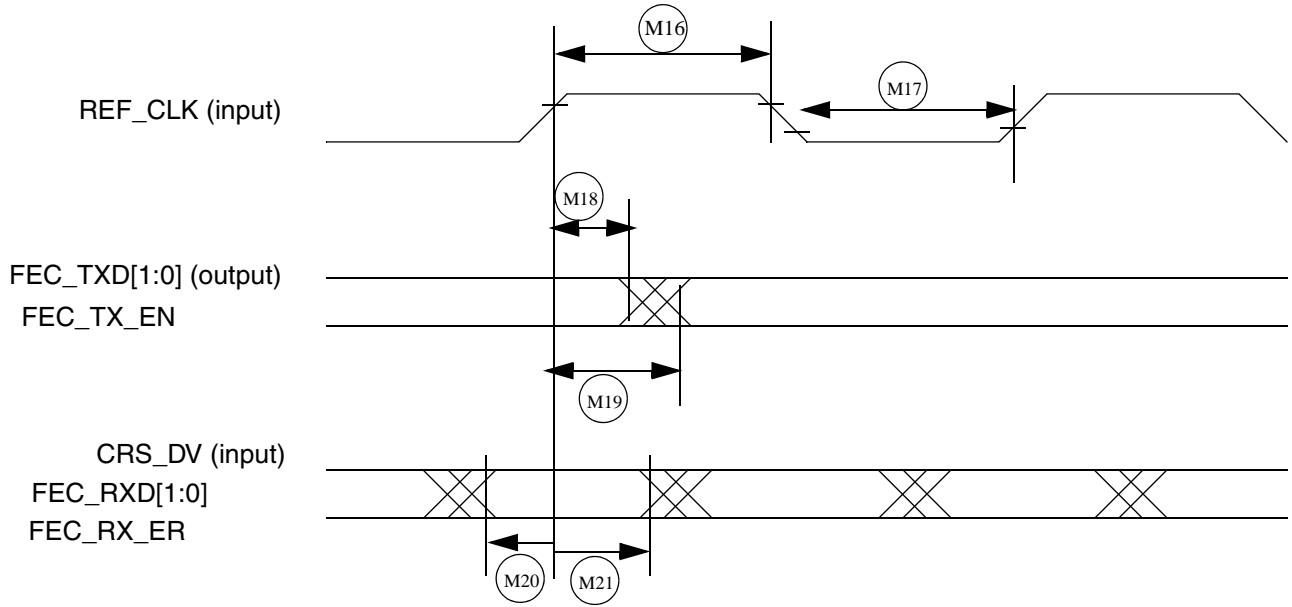 M16
REF_CLK (input)
M17
M18
FEC_TXD[1:0] (output)
FEC_TX_EN
M19
CRS_DV (input)
FEC_RXD[1:0]
FEC_RX_ER
M20
M21